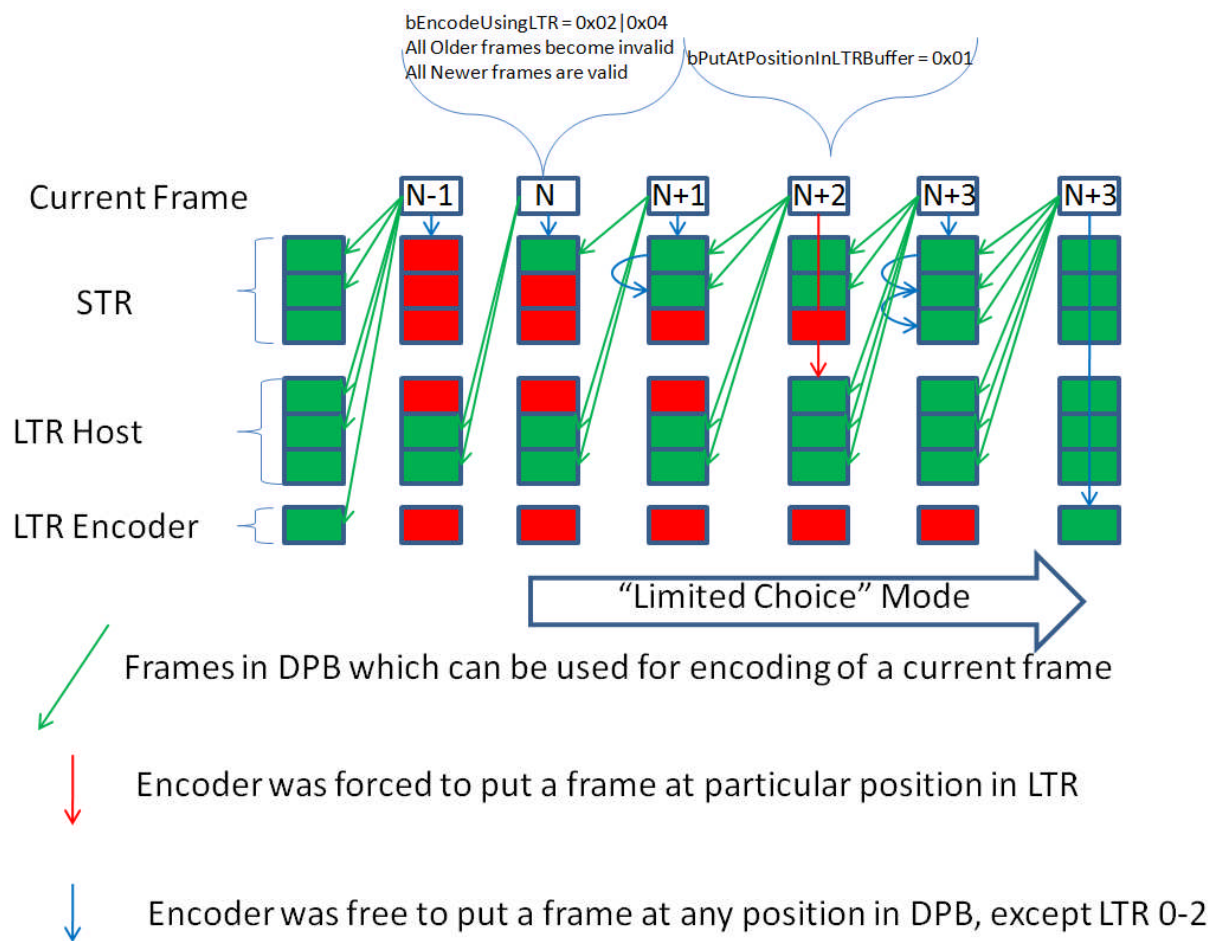 bEncodeUsingLTR = 0x02|0x04
All Older frames become invalid
All Newer frames are valid
bPutAtPositionInLTRBuffer = 0x01
Current Frame N-1 N N+1 N+2 N+3 N+3
STR
LTR Host
LTR Encoder
“Limited Choice” Mode
Frames in DPB which can be used for encoding of a current frame
Encoder was forced to put a frame at particular position in LTR
Encoder was free to put a frame at any position in DPB, except LTR 0-2